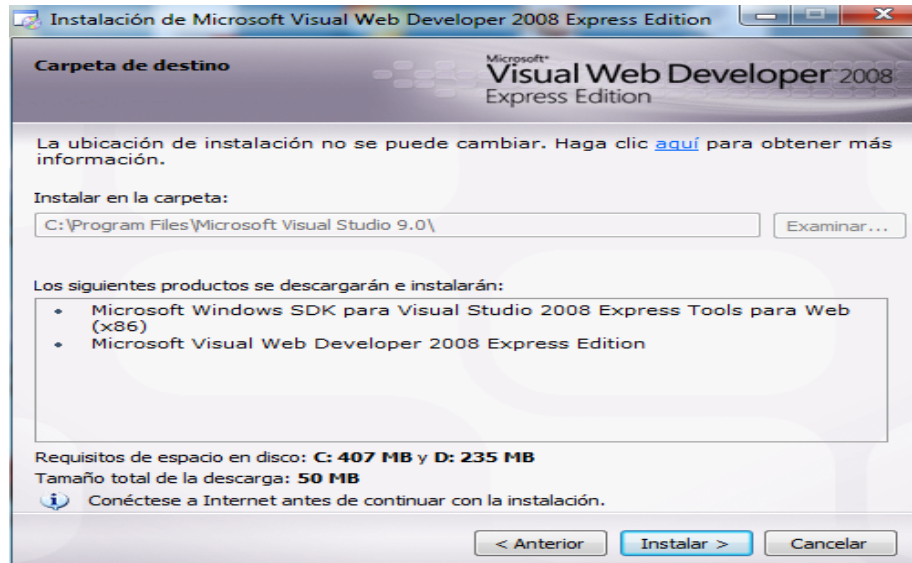 Instalación de Microsoft Visual Web Developer 2008 Express Edition
Carpeta de destino
Microsoft®
Visual Web Developer 2008
Express Edition
La ubicación de instalación no se puede cambiar. Haga clic aquí para obtener más
información.
Instalar en la carpeta:
C:\Program Files\Microsoft Visual Studio 9.0\
Examinar...
Los siguientes productos se descargarán e instalarán:
• Microsoft Windows SDK para Visual Studio 2008 Express Tools para Web
(x86)
• Microsoft Visual Web Developer 2008 Express Edition
Requisitos de espacio en disco: C: 407 MB y D: 235 MB
Tamaño total de la descarga: 50 MB
Conéctese a Internet antes de continuar con la instalación.
< Anterior
Instalar >
Cancelar